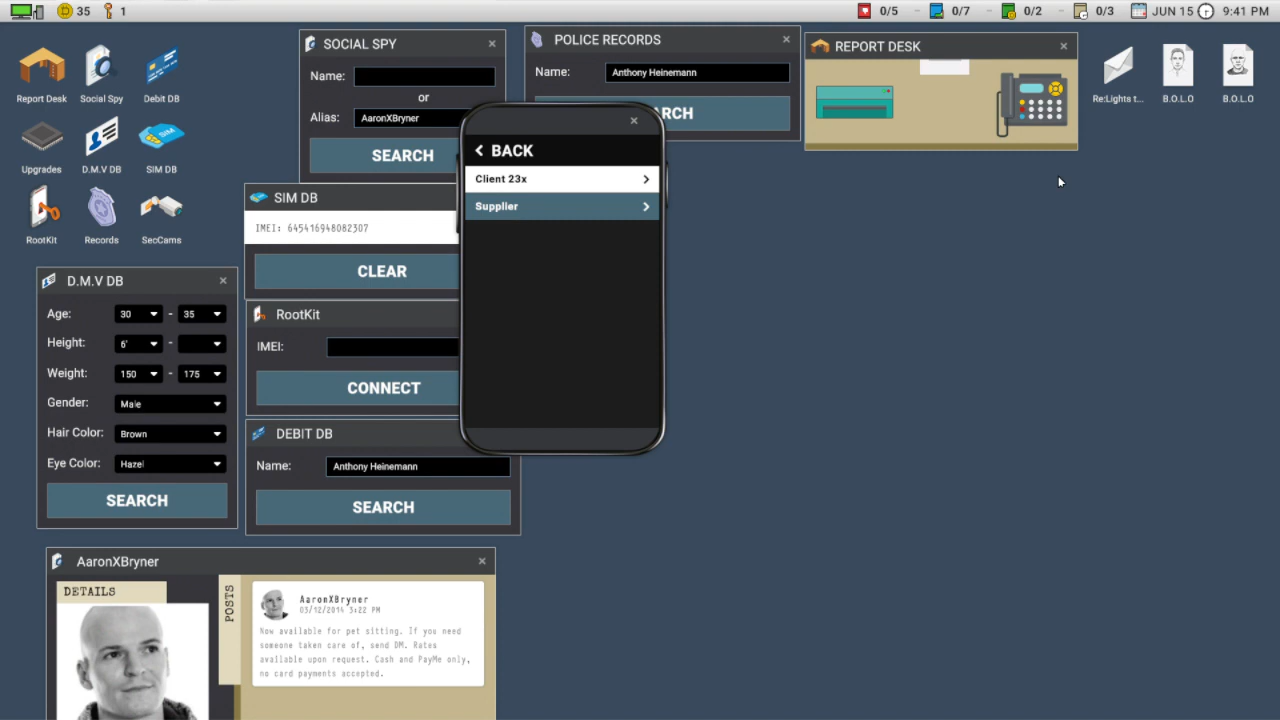 35
1
0/5
0/7
0/2
0/3
JUN 15
9:41 PM
Report Desk
Social Spy
Debit DB
Upgrades
D.M.V DB
SIM DB
RootKit
Records
SecCams
SOCIAL SPY
Name:
or
Alias: AaronXBryner
SEARCH
POLICE RECORDS
Name: Anthony Heinemann
ARCH
REPORT DESK
Re:Lights t...
B.O.L.O
B.O.L.O
SIM DB
IMEI: 645416948082307
CLEAR
RootKit
IMEI:
CONNECT
DEBIT DB
Name: Anthony Heinemann
SEARCH
BACK
Client 23x
Supplier
D.M.V DB
Age: 30 - 35
Height: 6' -
Weight: 150 - 175
Gender: Male
Hair Color: Brown
Eye Color: Hazel
SEARCH
AaronXBryner
DETAILS
POSTS
AaronXBryner
03/12/2014 3:22 PM
Now available for pet sitting. If you need
someone taken care of, send DM. Rates
available upon request. Cash and PayMe only,
no card payments accepted.